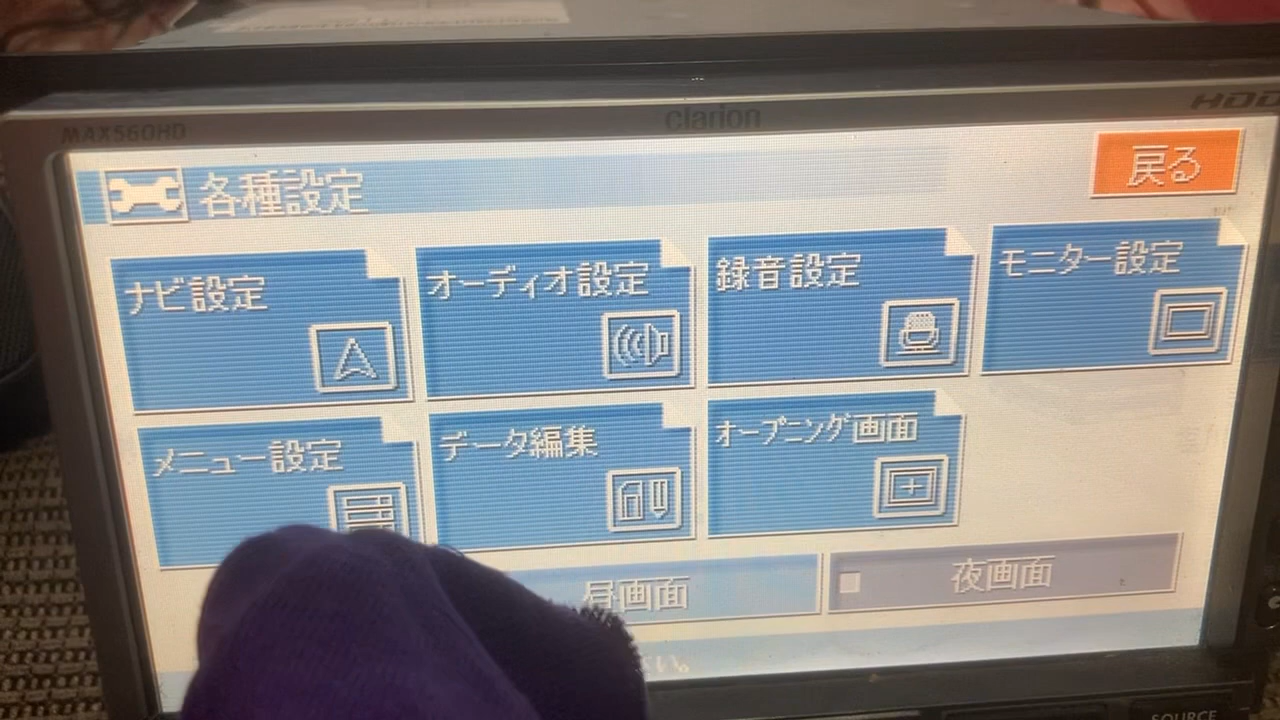 MAX560HD
clarion
HDD
各種設定
戻る
ナビ設定
オーディオ設定
録音設定
モニター設定
メニュー設定
データ編集
オープニング画面
昼画面
夜画面
い。
SOURCE